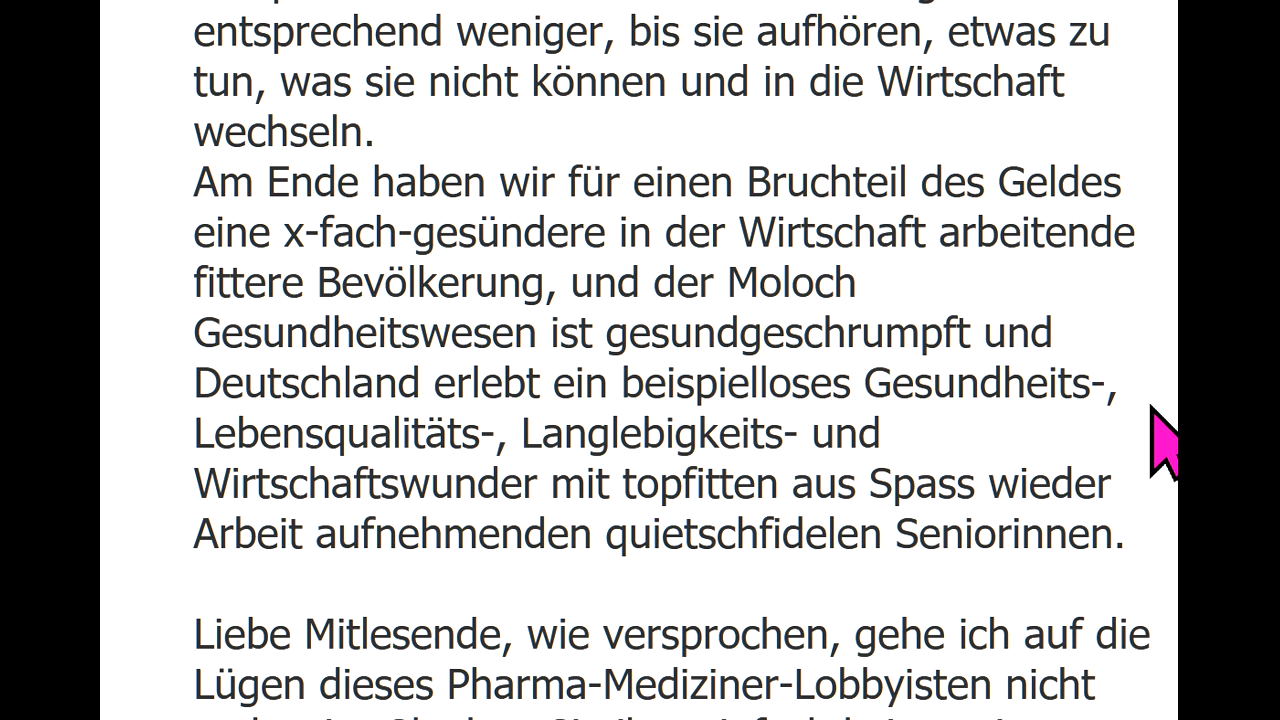 entsprechend weniger, bis sie aufhören, etwas zu
tun, was sie nicht können und in die Wirtschaft
wechseln.
Am Ende haben wir für einen Bruchteil des Geldes
eine x-fach-gesündere in der Wirtschaft arbeitende
fittere Bevölkerung, und der Moloch
Gesundheitswesen ist gesundgeschrumpft und
Deutschland erlebt ein beispielloses Gesundheits-,
Lebensqualitäts-, Langlebigkeits- und
Wirtschaftswunder mit topfitten aus Spass wieder
Arbeit aufnehmenden quietschfidelen Seniorinnen.
Liebe Mitlesende, wie versprochen, gehe ich auf die
Lügen dieses Pharma-Mediziner-Lobbyisten nicht